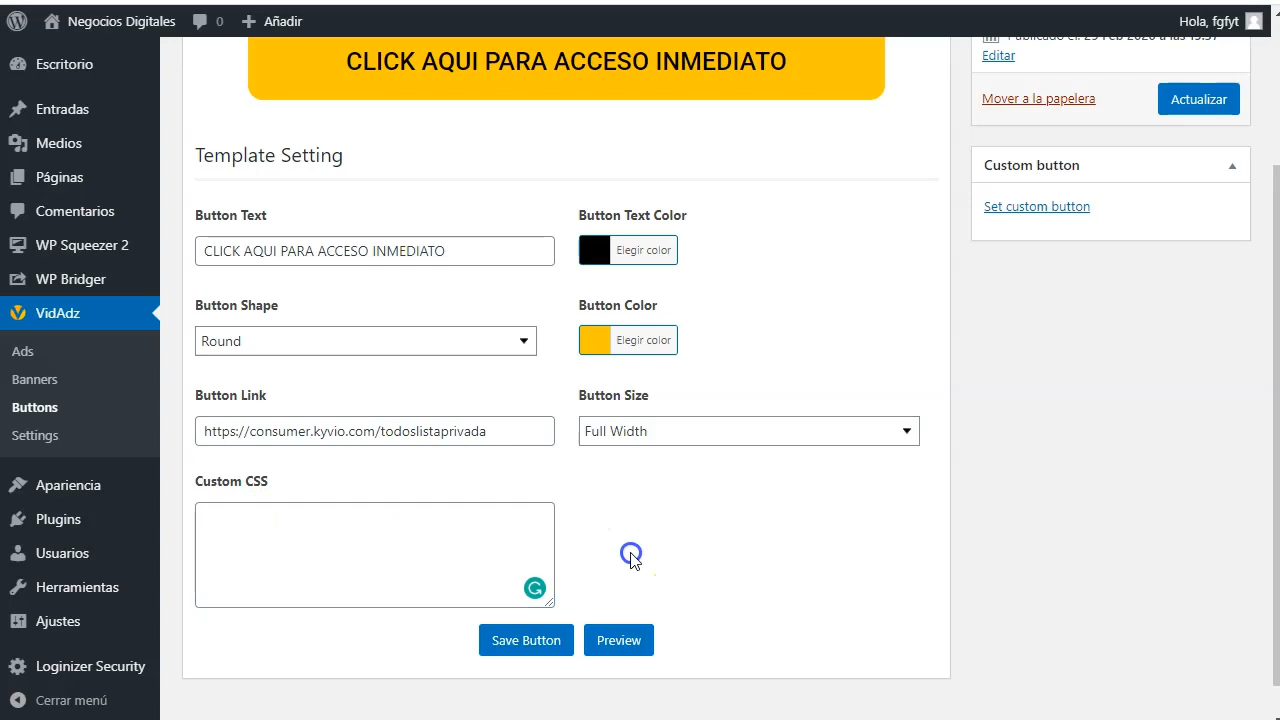 Negocios Digitales
0
Añadir
Hola, fgfyt
Escritorio
Entradas
Medios
Páginas
Comentarios
WP Squeezer 2
WP Bridger
VidAdz
Ads
Banners
Buttons
Settings
Apariencia
Plugins
Usuarios
Herramientas
Ajustes
Loginizer Security
Cerrar menú
CLICK AQUI PARA ACCESO INMEDIATO
Template Setting
Button Text
CLICK AQUI PARA ACCESO INMEDIATO
Button Text Color
Elegir color
Button Shape
Round
Button Color
Elegir color
Button Link
https://consumer.kyvio.com/todoslistaprivada
Button Size
Full Width
Custom CSS
Save Button
Preview
Editar
Mover a la papelera
Actualizar
Custom button
Set custom button